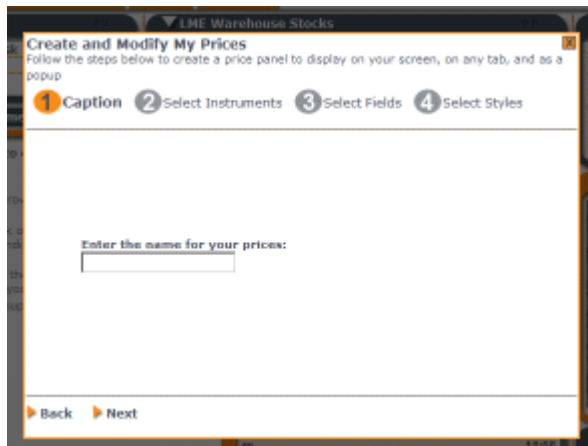 LME Warehouse Stocks
Create and Modify My Prices
Follow the steps below to create a price panel to display on your screen, on any tab, and as a
popup
1 Caption 2 Select Instruments 3 Select Fields 4 Select Styles
Enter the name for your prices:
Back Next